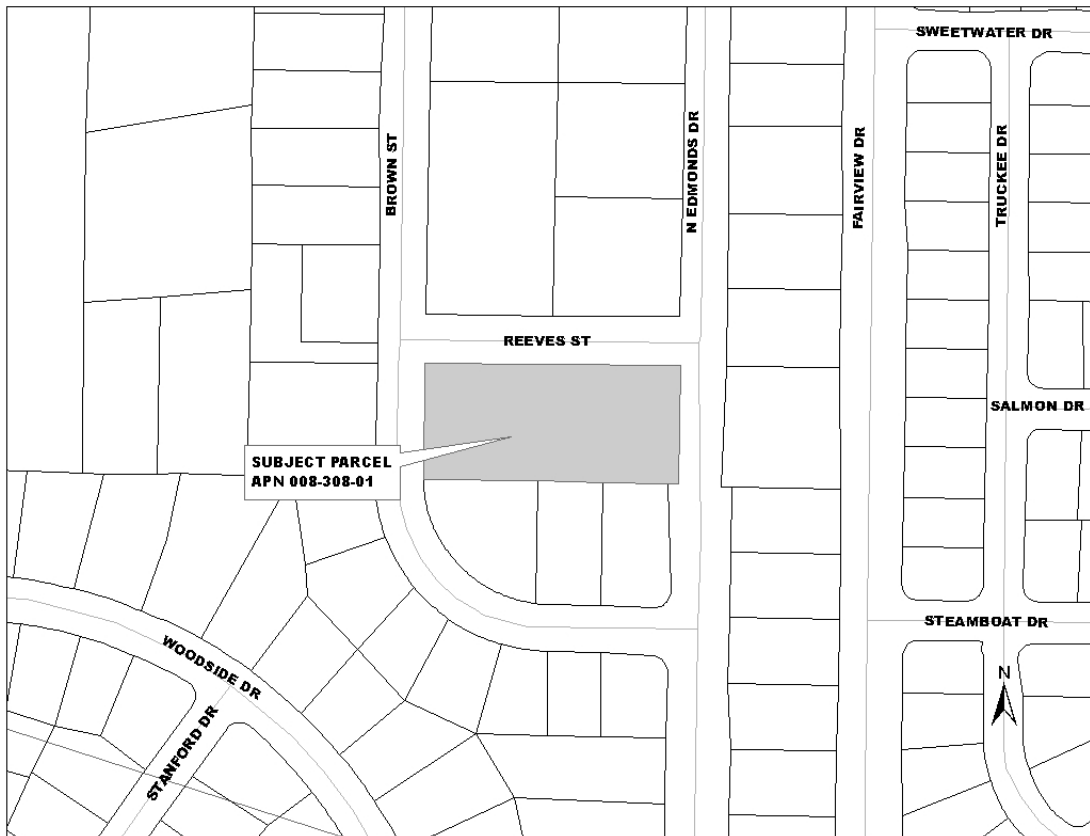 SWEETWATER DR
BROWN ST
N EDMONDS DR
FAIRVIEW DR
TRUCKEE DR
REEVES ST
SALMON DR
SUBJECT PARCEL
APN 008-308-01
STEAMBOAT DR
WOODSIDE DR
N
STANFORD DR